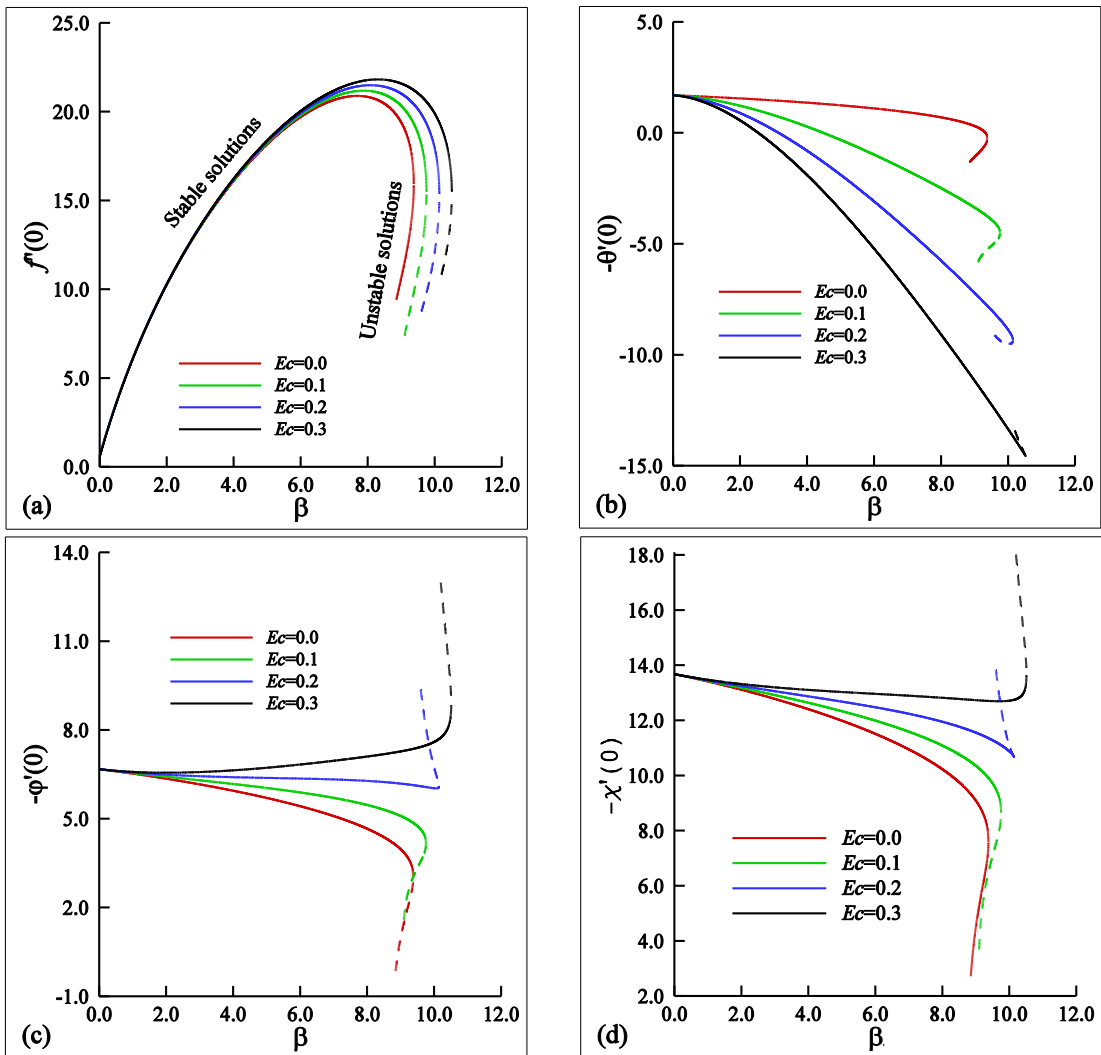 25.0
20.0
15.0
10.0
5.0
0.0
f''(0)
Stable solutions
Unstable solutions
Ec=0.0
Ec=0.1
Ec=0.2
Ec=0.3
0.0 2.0 4.0 6.0 8.0 10.0 12.0
(a)
β
5.0
0.0
-5.0
-10.0
-15.0
-θ'(0)
Ec=0.0
Ec=0.1
Ec=0.2
Ec=0.3
0.0 2.0 4.0 6.0 8.0 10.0 12.0
(b)
β
14.0
11.0
8.0
5.0
2.0
-1.0
-φ'(0)
Ec=0.0
Ec=0.1
Ec=0.2
Ec=0.3
0.0 2.0 4.0 6.0 8.0 10.0 12.0
(c)
β
18.0
16.0
14.0
12.0
10.0
8.0
6.0
4.0
2.0
-χ'(0)
Ec=0.0
Ec=0.1
Ec=0.2
Ec=0.3
0.0 2.0 4.0 6.0 8.0 10.0 12.0
(d)
β